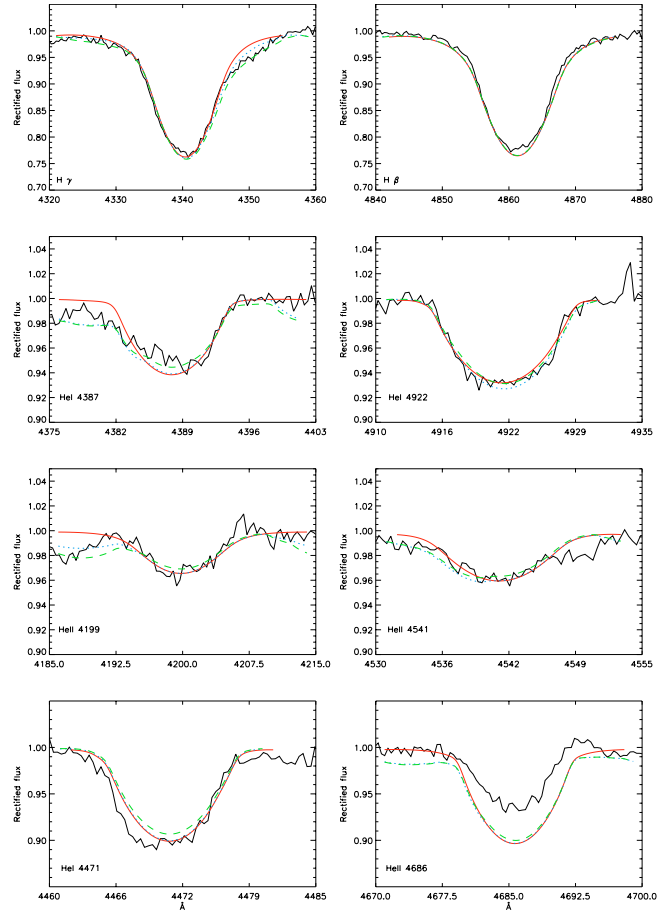 1.00
0.95
0.90
0.85
0.80
0.75
0.70
Rectified flux
H γ
4320 4330 4340 4350 4360
1.00
0.95
0.90
0.85
0.80
0.75
0.70
Rectified flux
H β
4840 4850 4860 4870 4880
1.04
1.02
1.00
0.98
0.96
0.94
0.92
0.90
Rectified flux
HeI 4387
4375 4382 4389 4396 4403
1.04
1.02
1.00
0.98
0.96
0.94
0.92
0.90
Rectified flux
HeI 4922
4910 4916 4922 4929 4935
1.04
1.02
1.00
0.98
0.96
0.94
0.92
0.90
Rectified flux
HeII 4199
4185.0 4192.5 4200.0 4207.5 4215.0
1.04
1.02
1.00
0.98
0.96
0.94
0.92
0.90
Rectified flux
HeII 4541
4530 4536 4542 4549 4555
1.00
0.90
Rectified flux
HeI 4471
4460 4466 4472 4479 4485
Å
1.00
0.90
Rectified flux
HeII 4686
4670.0 4677.5 4685.0 4692.5 4700.0
Å